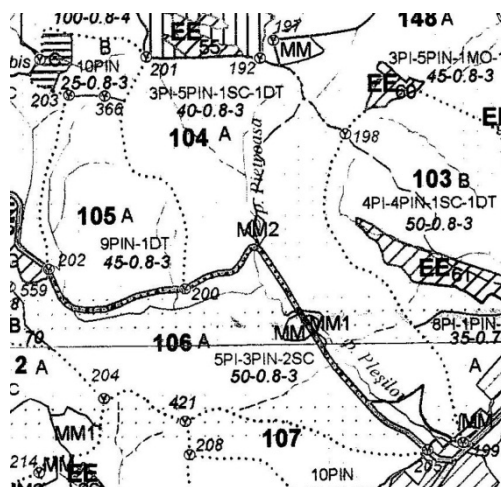 100-0.8-4
EE
55
197
MM
148 A
B
10PIN
25-0.8-3
201
192
3PI-5PIN-1MO-1
45-0.8-3
EE
60
203
366
3PI-5PIN-1SC-1DT
40-0.8-3
104 A
198
103 B
4PI-4PIN-1SC-1DT
50-0.8-3
105 A
9PIN-1DT
45-0.8-3
MM2
202
EE
61
559
200
MM
MM1
8PI-1PIN-
35-0.7
B
70
106 A
5PI-3PIN-2SC
50-0.8-3
p. Pleşilor
2 A
A
204
421
MM1
107
MM
199
208
205
214
MM
EE
10PIN